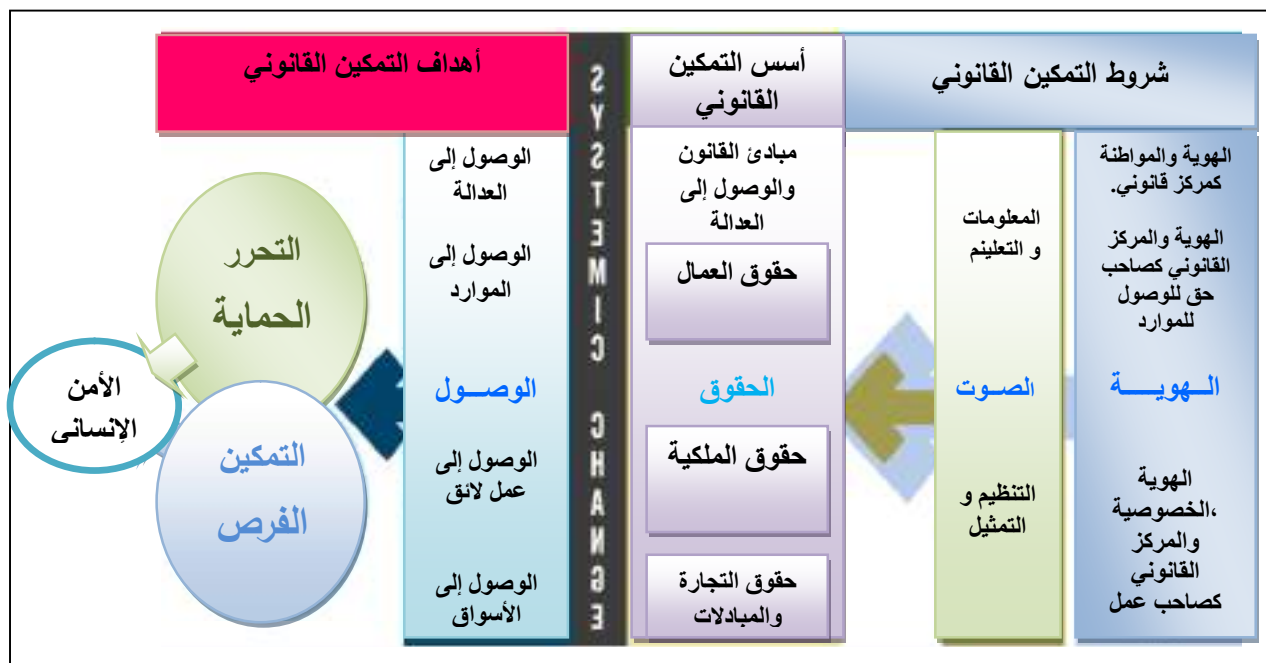 شروط التمكين القانوني
أسس التمكين
القانوني
أهداف التمكين القانوني
الهوية والمواطنة
كمركز قانوني.
الهوية والمركز
القانوني كصاحب
حق للوصول
للموارد
الـهويــــة
الهوية
،الخصوصية
والمركز
القانوني
كصاحب عمل
المعلومات
و التعلينم
الصـوت
التنظيم و
التمثيل
مبادئ القانون
والوصول إلى
العدالة
حقوق العمال
الحقوق
حقوق الملكية
حقوق التجارة
والمبادلات
SYSTEMIC CHANGE
الوصول إلى
العدالة
الوصول إلى
الموارد
الوصـــول
الوصول إلى
عمل لائق
الوصول إلى
الأسواق
التحرر
الحماية
التمكين
الفرص
الأمن
الإنسانى